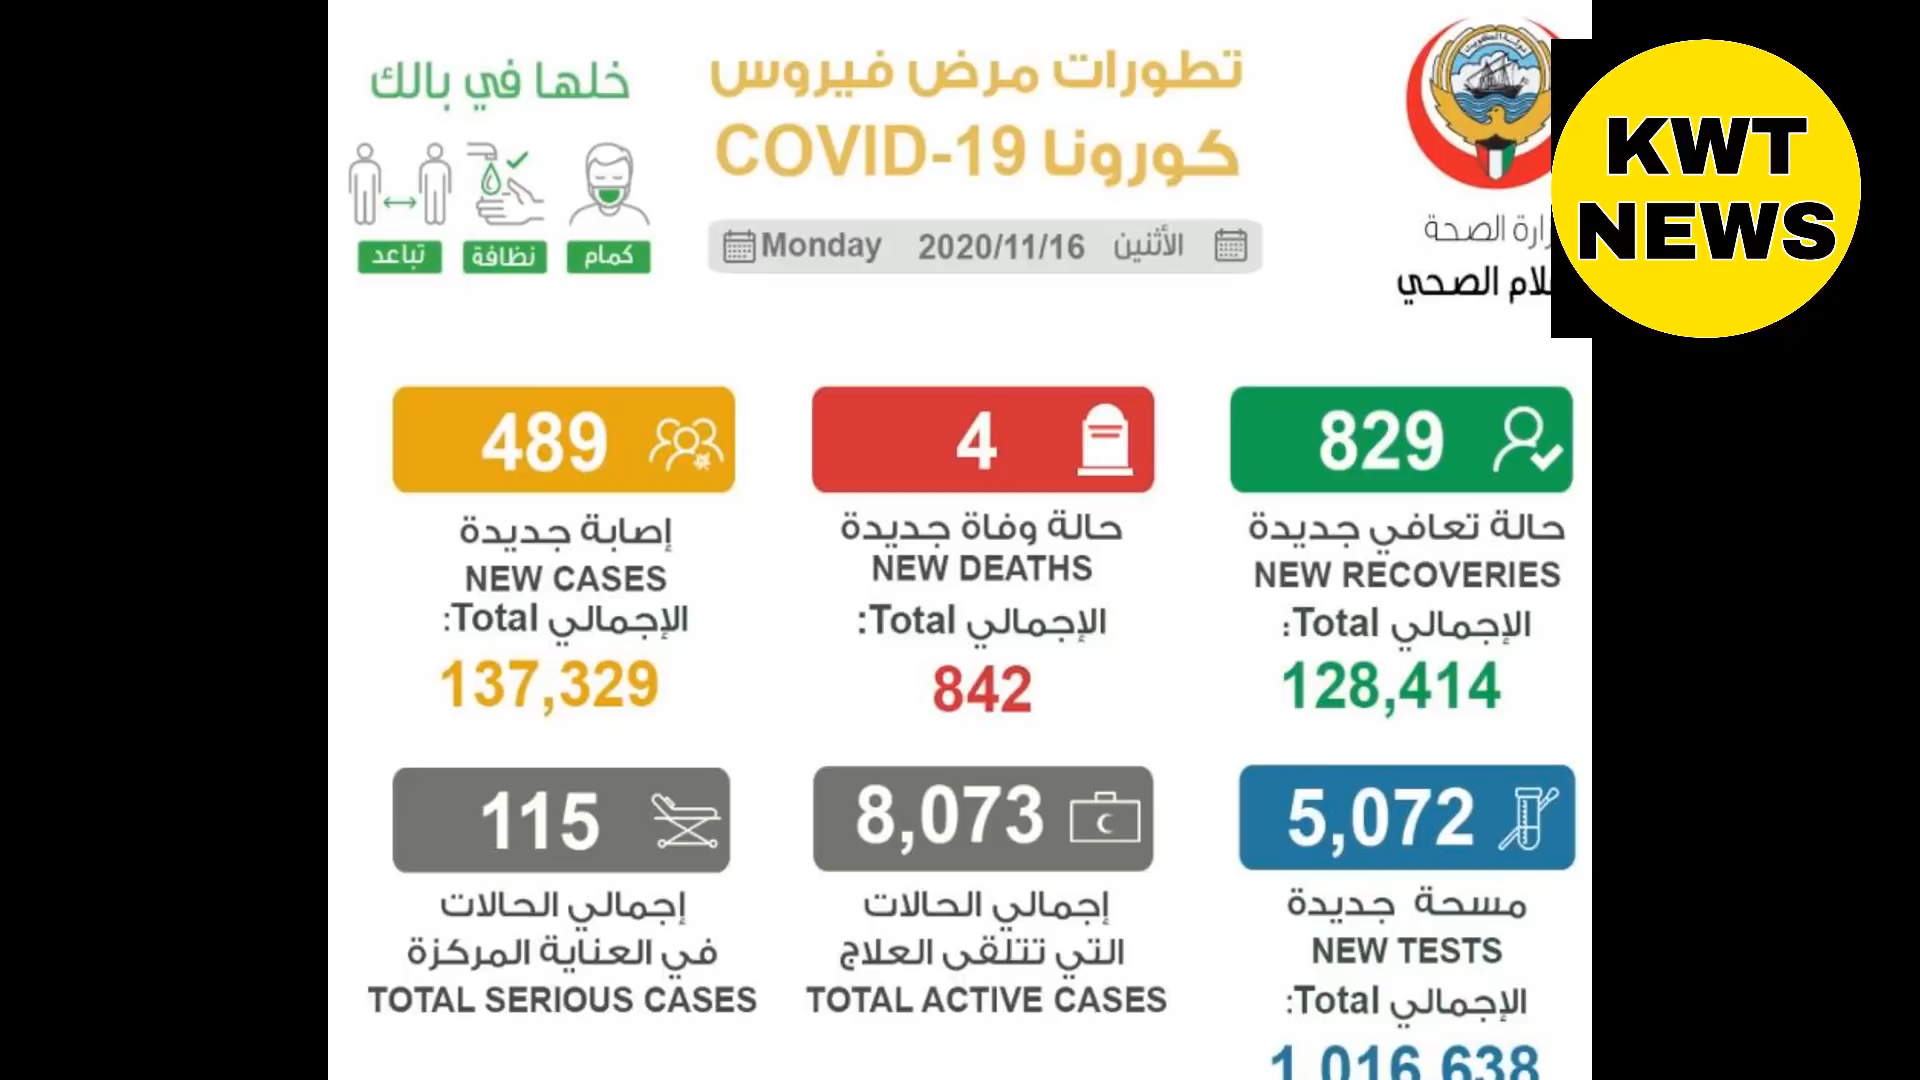 خلها في بالك
تباعد
نظافة
كمام
تطورات مرض فيروس
كورونا COVID-19
Monday 2020/11/16 الأثنين
الصحة
الصحي
KWT
NEWS
489
إصابة جديدة
NEW CASES
الإجمالي Total:
137,329
4
حالة وفاة جديدة
NEW DEATHS
الإجمالي Total:
842
829
حالة تعافي جديدة
NEW RECOVERIES
الإجمالي Total:
128,414
115
إجمالي الحالات
في العناية المركزة
TOTAL SERIOUS CASES
8,073
إجمالي الحالات
التي تتلقى العلاج
TOTAL ACTIVE CASES
5,072
مسحة جديدة
NEW TESTS
الإجمالي Total:
1,016,638